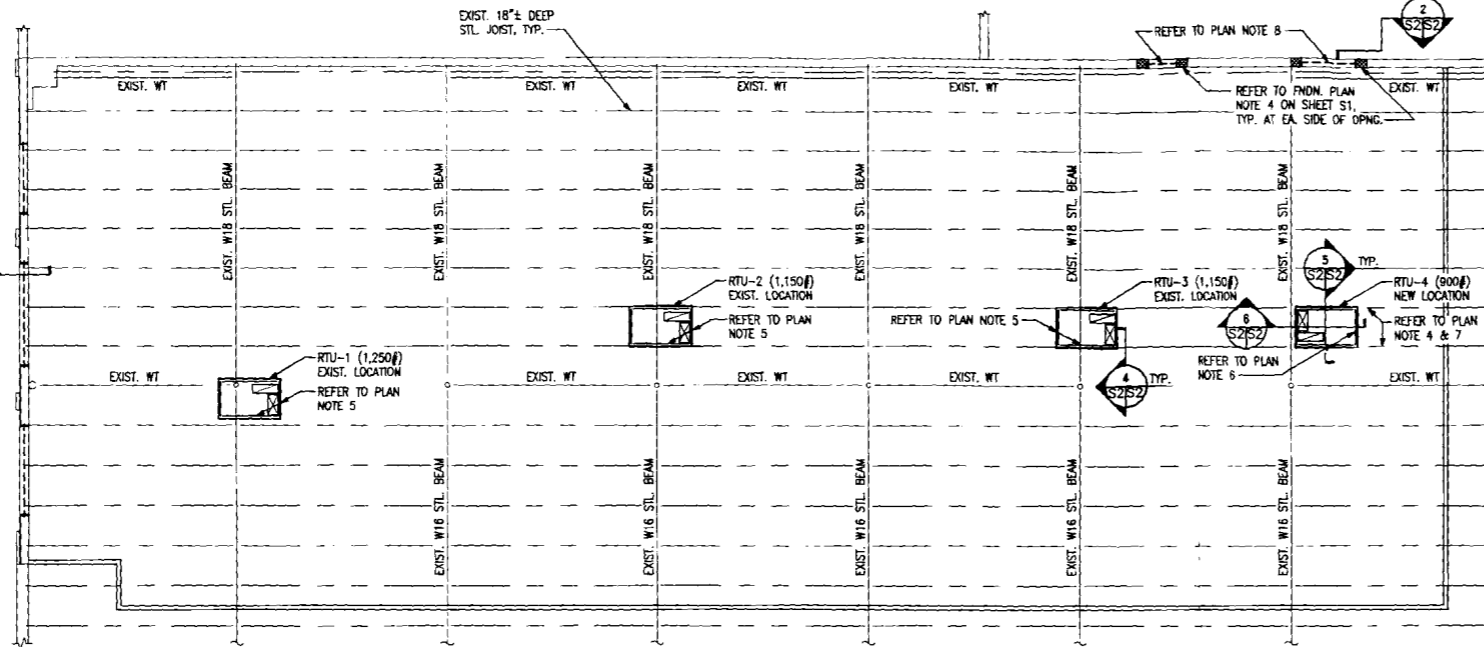 EXIST. 18"± DEEP
STL. JOIST, TYP.
2
S2 S2
REFER TO PLAN NOTE 8
EXIST. WT
EXIST. WT
EXIST. WT
EXIST. WT
REFER TO FNDN. PLAN
NOTE 4 ON SHEET S1,
TYP. AT EA. SIDE OF OPNG.
EXIST. WT
EXIST. W18 STL. BEAM
EXIST. W18 STL. BEAM
EXIST. W18 STL. BEAM
EXIST. W18 STL. BEAM
EXIST. W18 STL. BEAM
EXIST. W18 STL. BEAM
5
S2 S2
TYP.
RTU-2 (1,150#)
EXIST. LOCATION
REFER TO PLAN
NOTE 5
RTU-3 (1,150#)
EXIST. LOCATION
REFER TO PLAN NOTE 5
6
S2 S2
RTU-4 (900#)
NEW LOCATION
REFER TO PLAN
NOTE 4 & 7
REFER TO PLAN
NOTE 6
RTU-1 (1,250#)
EXIST. LOCATION
REFER TO PLAN
NOTE 5
EXIST. WT
EXIST. WT
EXIST. WT
EXIST. WT
4
S2 S2
TYP.
EXIST. WT
EXIST. W16 STL. BEAM
EXIST. W16 STL. BEAM
EXIST. W16 STL. BEAM
EXIST. W16 STL. BEAM
EXIST. W16 STL. BEAM